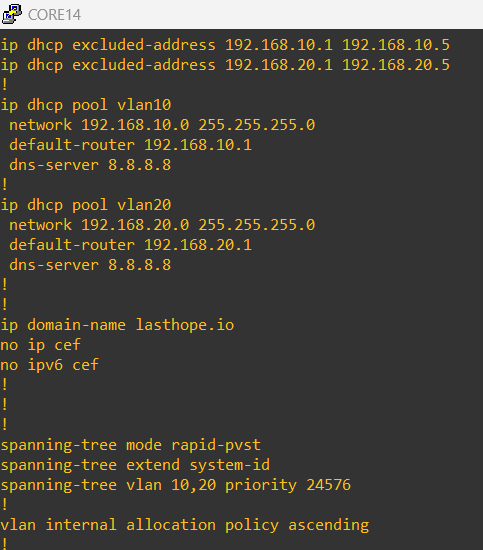 CORE14
ip dhcp excluded-address 192.168.10.1 192.168.10.5
ip dhcp excluded-address 192.168.20.1 192.168.20.5
!
ip dhcp pool vlan10
 network 192.168.10.0 255.255.255.0
 default-router 192.168.10.1
 dns-server 8.8.8.8
!
ip dhcp pool vlan20
 network 192.168.20.0 255.255.255.0
 default-router 192.168.20.1
 dns-server 8.8.8.8
!
!
ip domain-name lasthope.io
no ip cef
no ipv6 cef
!
!
!
spanning-tree mode rapid-pvst
spanning-tree extend system-id
spanning-tree vlan 10,20 priority 24576
!
vlan internal allocation policy ascending
!